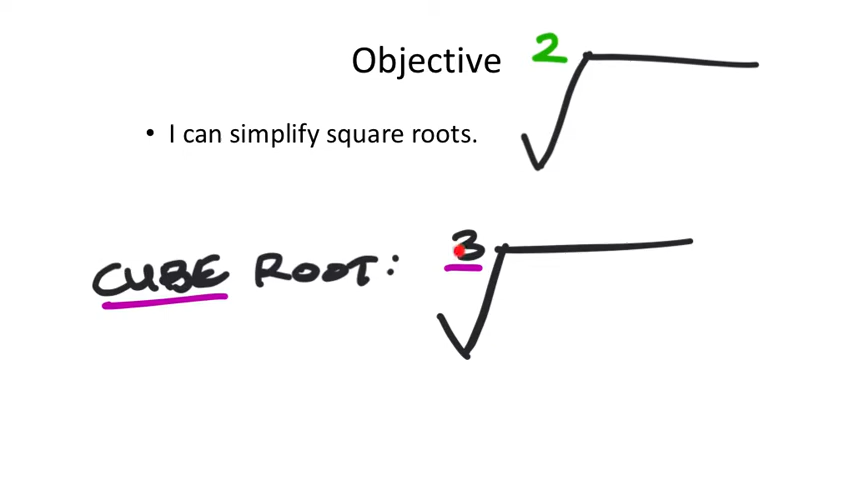 Objective 2
• I can simplify square roots.
CUBE ROOT: 3